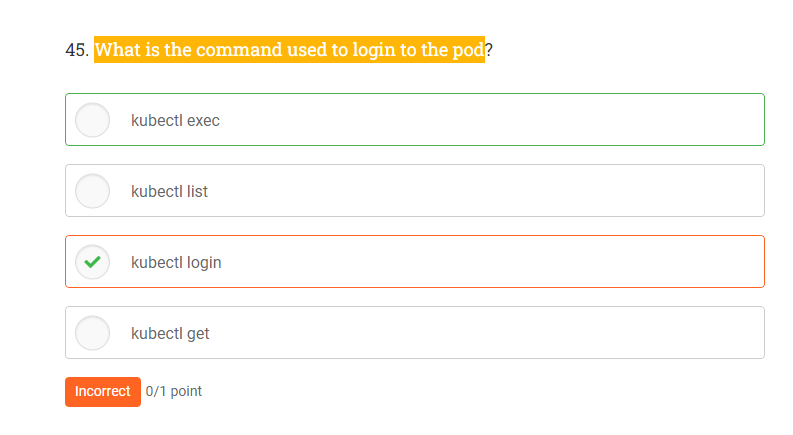 45. What is the command used to login to the pod?
kubectl exec
kubectl list
kubectl login
kubectl get
Incorrect 0/1 point